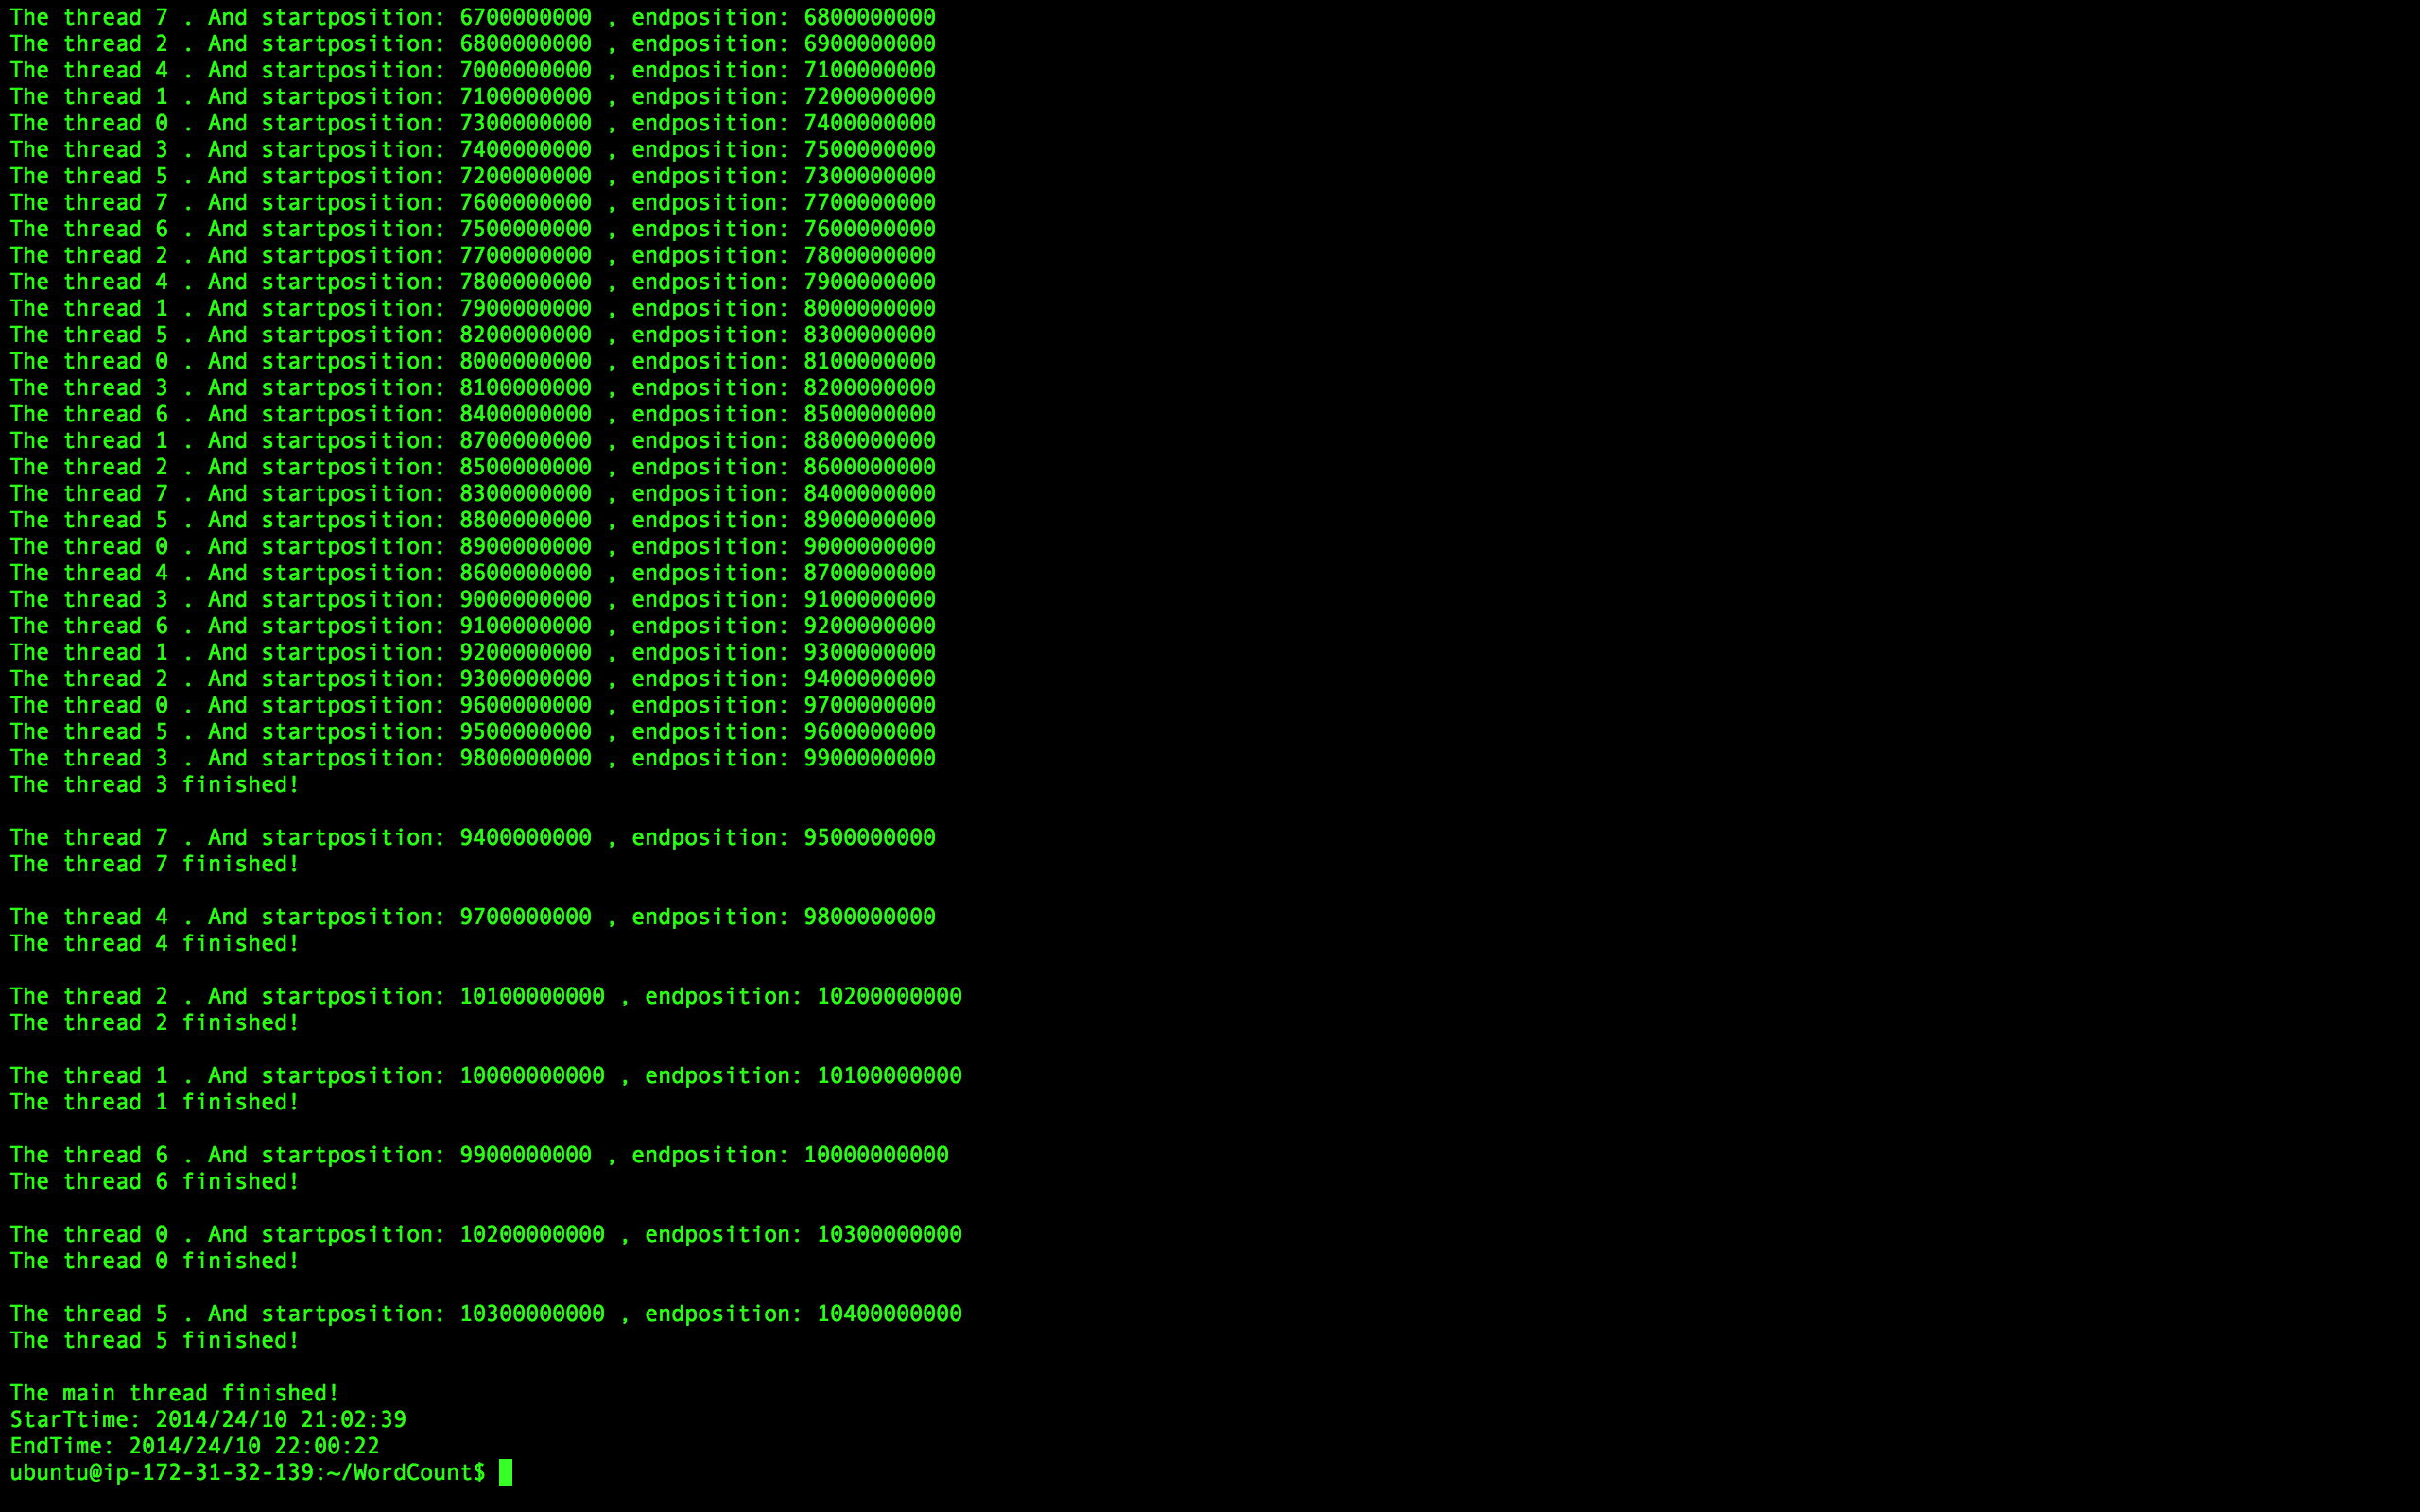 The thread 7 . And startposition: 6700000000 , endposition: 6800000000
The thread 2 . And startposition: 6800000000 , endposition: 6900000000
The thread 4 . And startposition: 7000000000 , endposition: 7100000000
The thread 1 . And startposition: 7100000000 , endposition: 7200000000
The thread 0 . And startposition: 7300000000 , endposition: 7400000000
The thread 3 . And startposition: 7400000000 , endposition: 7500000000
The thread 5 . And startposition: 7200000000 , endposition: 7300000000
The thread 7 . And startposition: 7600000000 , endposition: 7700000000
The thread 6 . And startposition: 7500000000 , endposition: 7600000000
The thread 2 . And startposition: 7700000000 , endposition: 7800000000
The thread 4 . And startposition: 7800000000 , endposition: 7900000000
The thread 1 . And startposition: 7900000000 , endposition: 8000000000
The thread 5 . And startposition: 8200000000 , endposition: 8300000000
The thread 0 . And startposition: 8000000000 , endposition: 8100000000
The thread 3 . And startposition: 8100000000 , endposition: 8200000000
The thread 6 . And startposition: 8400000000 , endposition: 8500000000
The thread 1 . And startposition: 8700000000 , endposition: 8800000000
The thread 2 . And startposition: 8500000000 , endposition: 8600000000
The thread 7 . And startposition: 8300000000 , endposition: 8400000000
The thread 5 . And startposition: 8800000000 , endposition: 8900000000
The thread 0 . And startposition: 8900000000 , endposition: 9000000000
The thread 4 . And startposition: 8600000000 , endposition: 8700000000
The thread 3 . And startposition: 9000000000 , endposition: 9100000000
The thread 6 . And startposition: 9100000000 , endposition: 9200000000
The thread 1 . And startposition: 9200000000 , endposition: 9300000000
The thread 2 . And startposition: 9300000000 , endposition: 9400000000
The thread 0 . And startposition: 9600000000 , endposition: 9700000000
The thread 5 . And startposition: 9500000000 , endposition: 9600000000
The thread 3 . And startposition: 9800000000 , endposition: 9900000000
The thread 3 finished!

The thread 7 . And startposition: 9400000000 , endposition: 9500000000
The thread 7 finished!

The thread 4 . And startposition: 9700000000 , endposition: 9800000000
The thread 4 finished!

The thread 2 . And startposition: 10100000000 , endposition: 10200000000
The thread 2 finished!

The thread 1 . And startposition: 10000000000 , endposition: 10100000000
The thread 1 finished!

The thread 6 . And startposition: 9900000000 , endposition: 10000000000
The thread 6 finished!

The thread 0 . And startposition: 10200000000 , endposition: 10300000000
The thread 0 finished!

The thread 5 . And startposition: 10300000000 , endposition: 10400000000
The thread 5 finished!

The main thread finished!
StarTtime: 2014/24/10 21:02:39
EndTime: 2014/24/10 22:00:22
ubuntu@ip-172-31-32-139:~/WordCount$